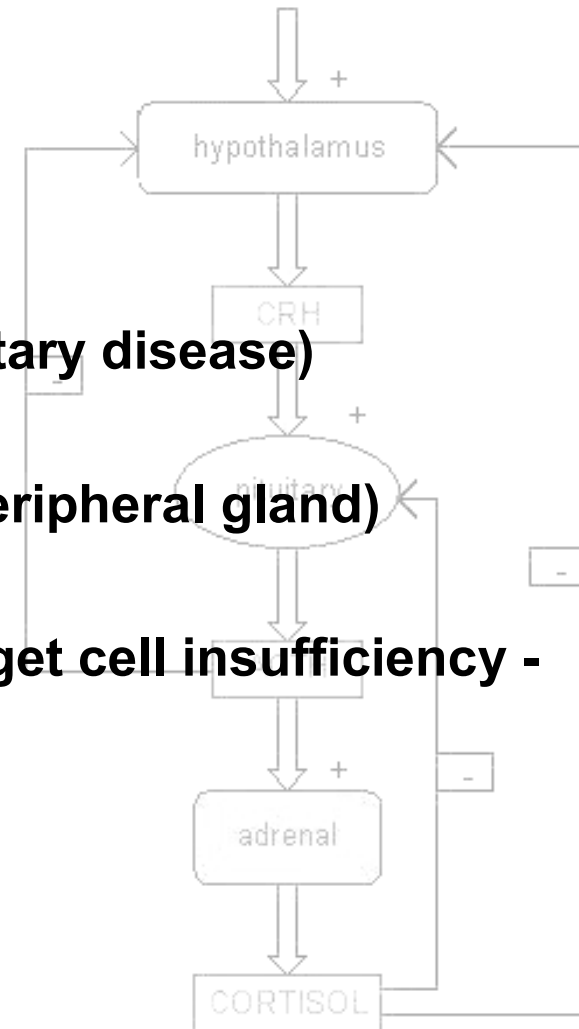 +
hypothalamus
CRH
tary disease)
-
+
pituitary
eripheral gland)
-
get cell insufficiency -
+
-
adrenal
CORTISOL